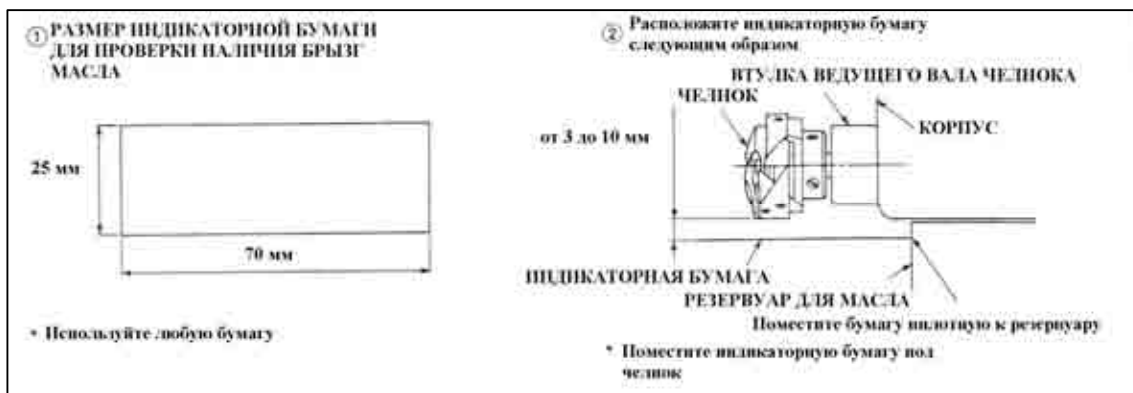 ① РАЗМЕР ИНДИКАТОРНОЙ БУМАГИ
ДЛЯ ПРОВЕРКИ НАЛИЧИЯ БРЫЗГ
МАСЛА
25 мм
70 мм
* Используйте любую бумагу
② Расположите индикаторную бумагу
следующим образом
ВТУЛКА ВЕДУЩЕГО ВАЛА ЧЕЛНОКА
ЧЕЛНОК
КОРПУС
от 3 до 10 мм
ИНДИКАТОРНАЯ БУМАГА
РЕЗЕРВУАР ДЛЯ МАСЛА
Поместите бумагу вплотную к резервуару
* Поместите индикаторную бумагу под
челнок